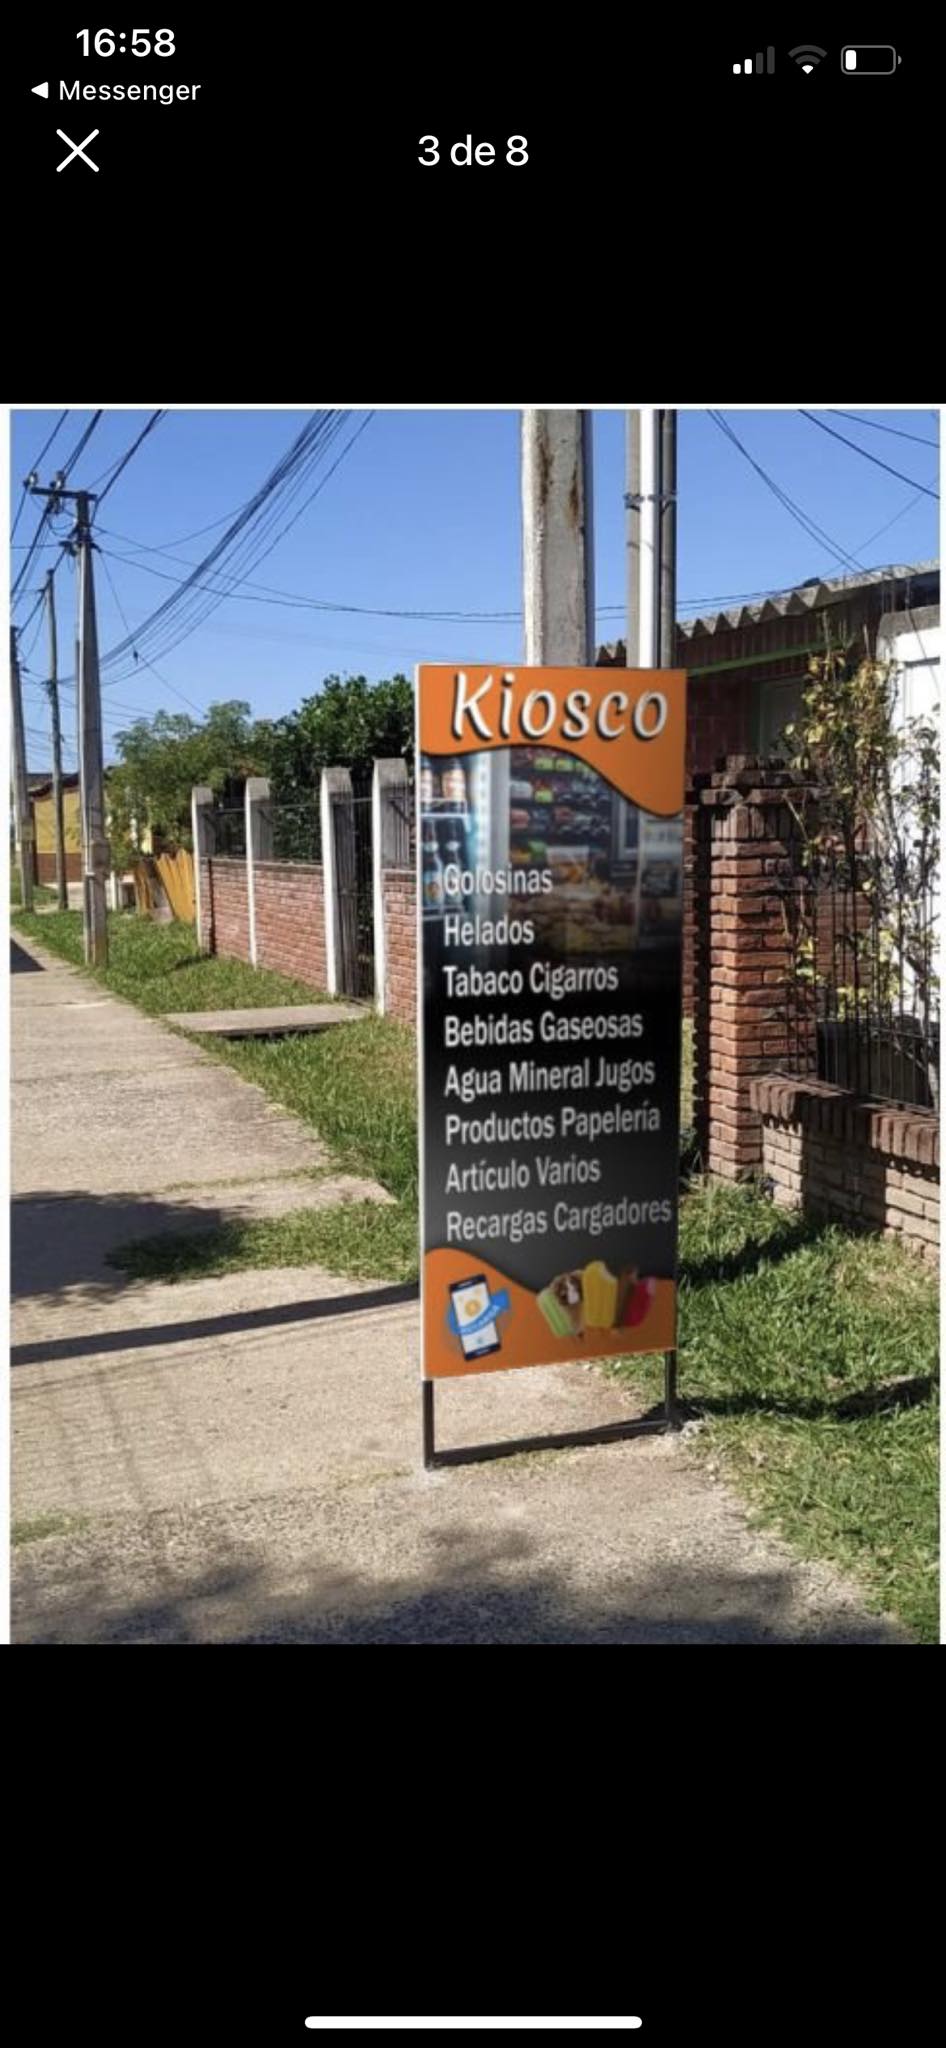 16:58
Messenger
3 de 8
Kiosco
Golosinas
Helados
Tabaco Cigarros
Bebidas Gaseosas
Agua Mineral Jugos
Productos Papelería
Artículo Varios
Recargas Cargadores